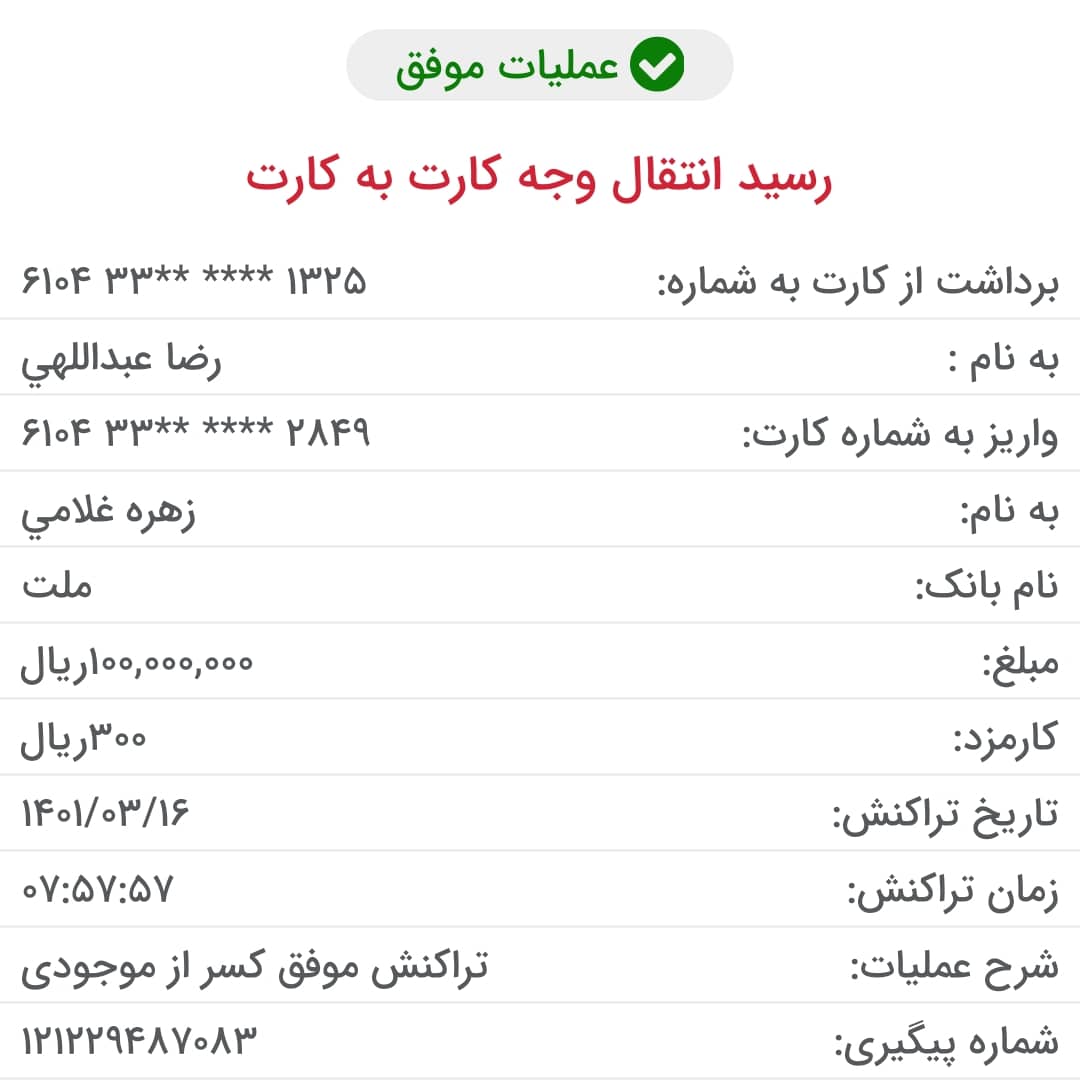 عملیات موفق
رسید انتقال وجه کارت به کارت
برداشت از کارت به شماره: ۶۱۰۴ ۳۳** **** ۱۳۲۵
به نام : رضا عبداللهي
واریز به شماره کارت: ۶۱۰۴ ۳۳** **** ۲۸۴۹
به نام: زهره غلامي
نام بانک: ملت
مبلغ: ۱۰۰,۰۰۰,۰۰۰ریال
کارمزد: ۳۰۰ریال
تاریخ تراکنش: ۱۴۰۱/۰۳/۱۶
زمان تراکنش: ۰۷:۵۷:۵۷
شرح عملیات: تراکنش موفق کسر از موجودی
شماره پیگیری: ۱۲۱۲۲۹۴۸۷۰۸۳